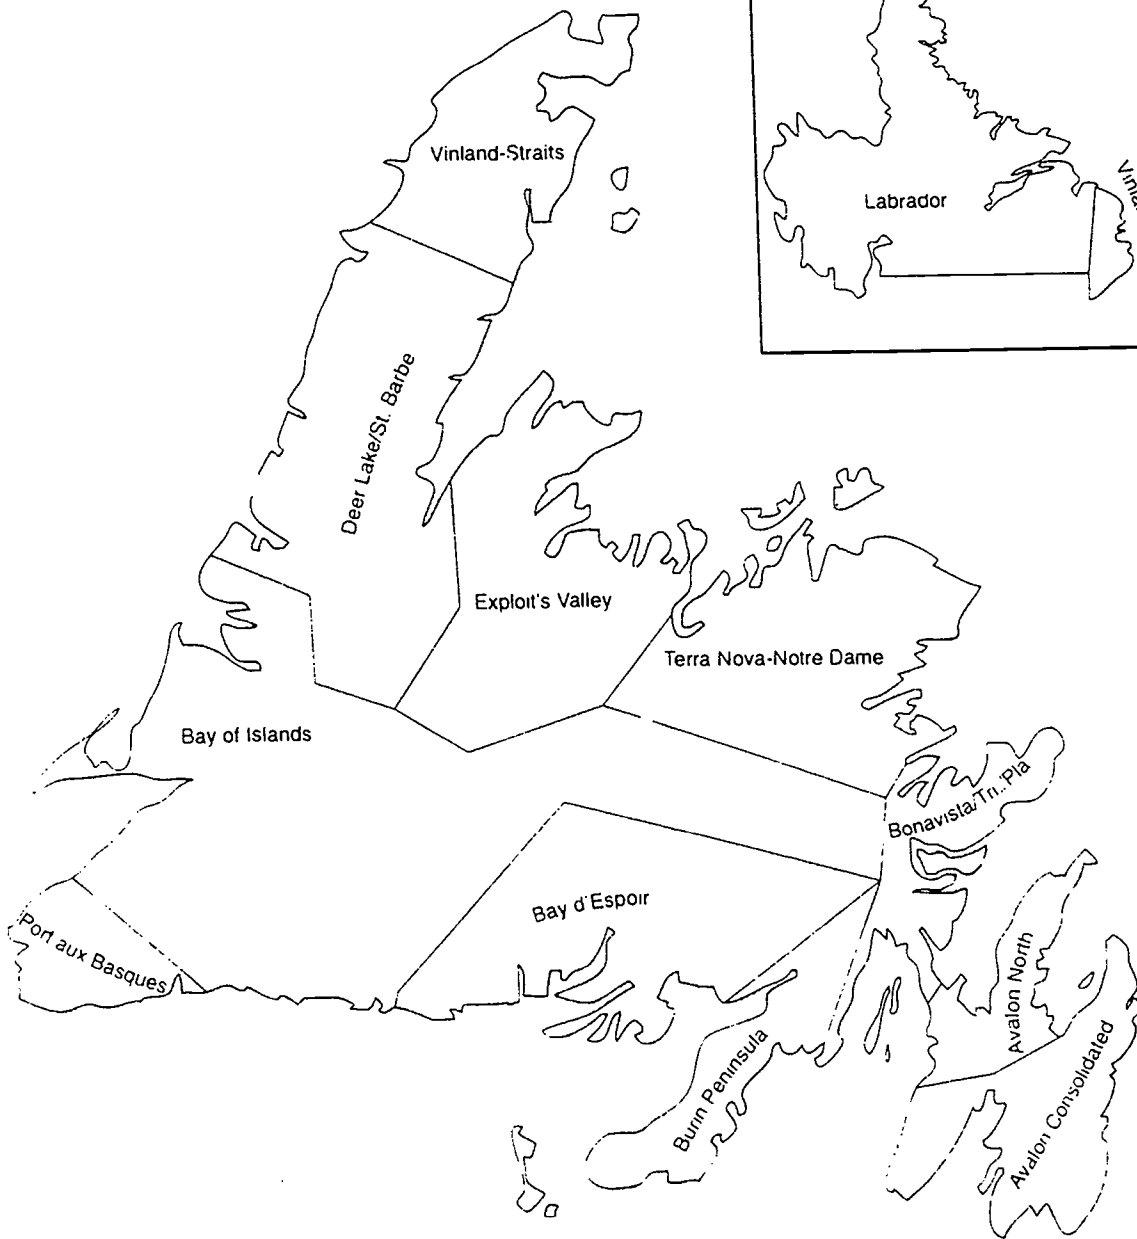 Vinland-Straits
Labrador
Deer Lake/St. Barbe
Exploit's Valley
Terra Nova-Notre Dame
Bay of Islands
Bonavista/Tri./Pla
Bay d'Espoir
Port aux Basques
Avalon North
Burin Peninsula
Avalon Consolidated